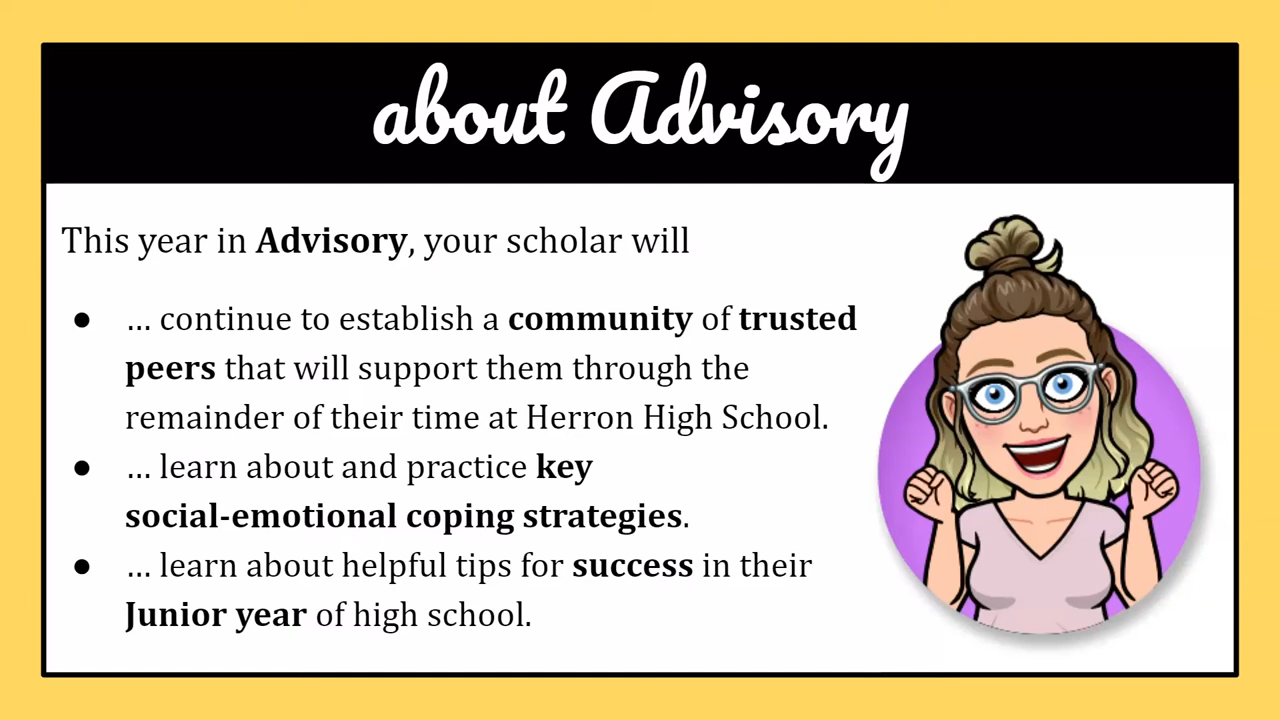 about Advisory
This year in Advisory, your scholar will
● … continue to establish a community of trusted
peers that will support them through the
remainder of their time at Herron High School.
● … learn about and practice key
social-emotional coping strategies.
● … learn about helpful tips for success in their
Junior year of high school.